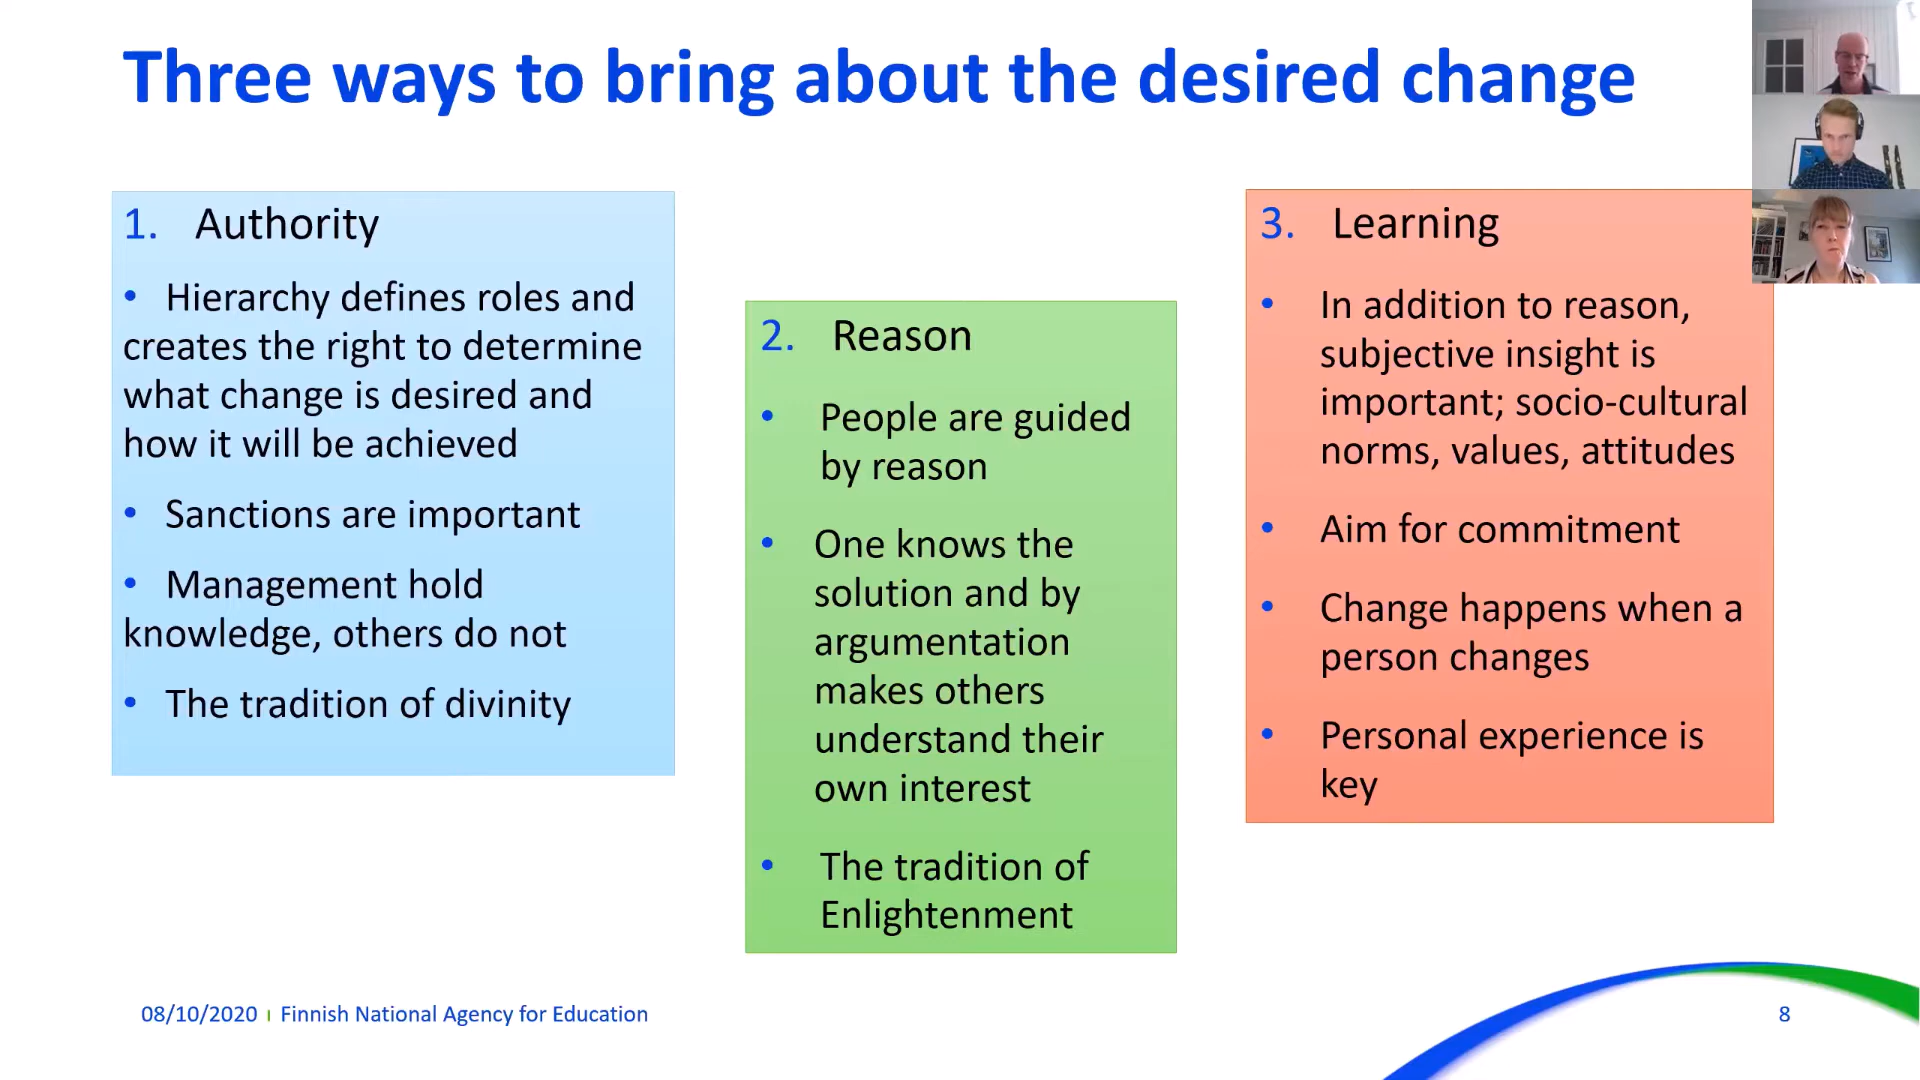 Three ways to bring about the desired change
1. Authority
• Hierarchy defines roles and
creates the right to determine
what change is desired and
how it will be achieved
• Sanctions are important
• Management hold
knowledge, others do not
• The tradition of divinity
2. Reason
• People are guided
by reason
• One knows the
solution and by
argumentation
makes others
understand their
own interest
• The tradition of
Enlightenment
3. Learning
• In addition to reason,
subjective insight is
important; socio-cultural
norms, values, attitudes
• Aim for commitment
• Change happens when a
person changes
• Personal experience is
key
08/10/2020 | Finnish National Agency for Education
8